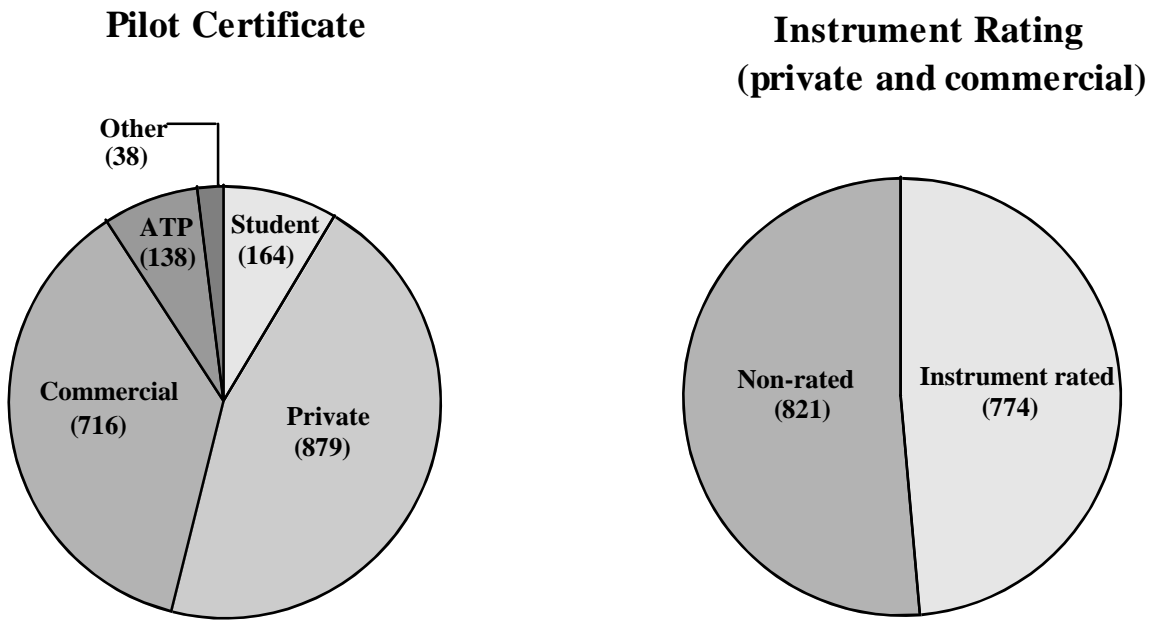 Pilot Certificate
Other
(38)
ATP
(138)
Student
(164)
Commercial
(716)
Private
(879)
Instrument Rating
(private and commercial)
Non-rated
(821)
Instrument rated
(774)